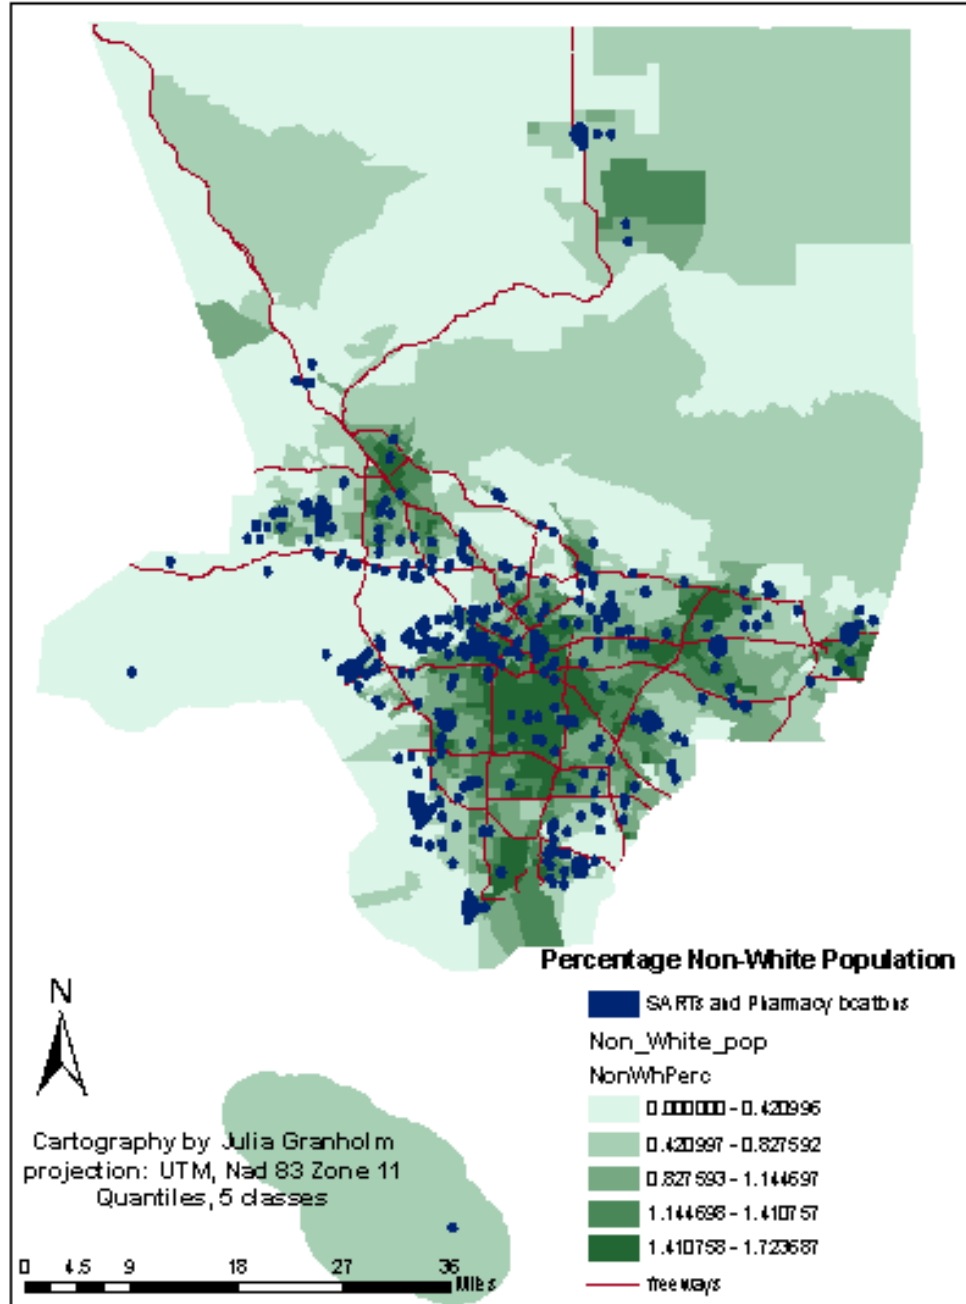 Percentage Non-White Population
SARTs and Pharmacy locations
Non_White_pop
NonWhPerc
0.000000 - 0.420996
0.420997 - 0.827592
0.827593 - 1.144697
1.144698 - 1.410757
1.410758 - 1.723687
freeways
N
Cartography by Julia Granholm
projection: UTM, Nad 83 Zone 11
Quantiles, 5 classes
0 4.5 9 18 27 36
Miles